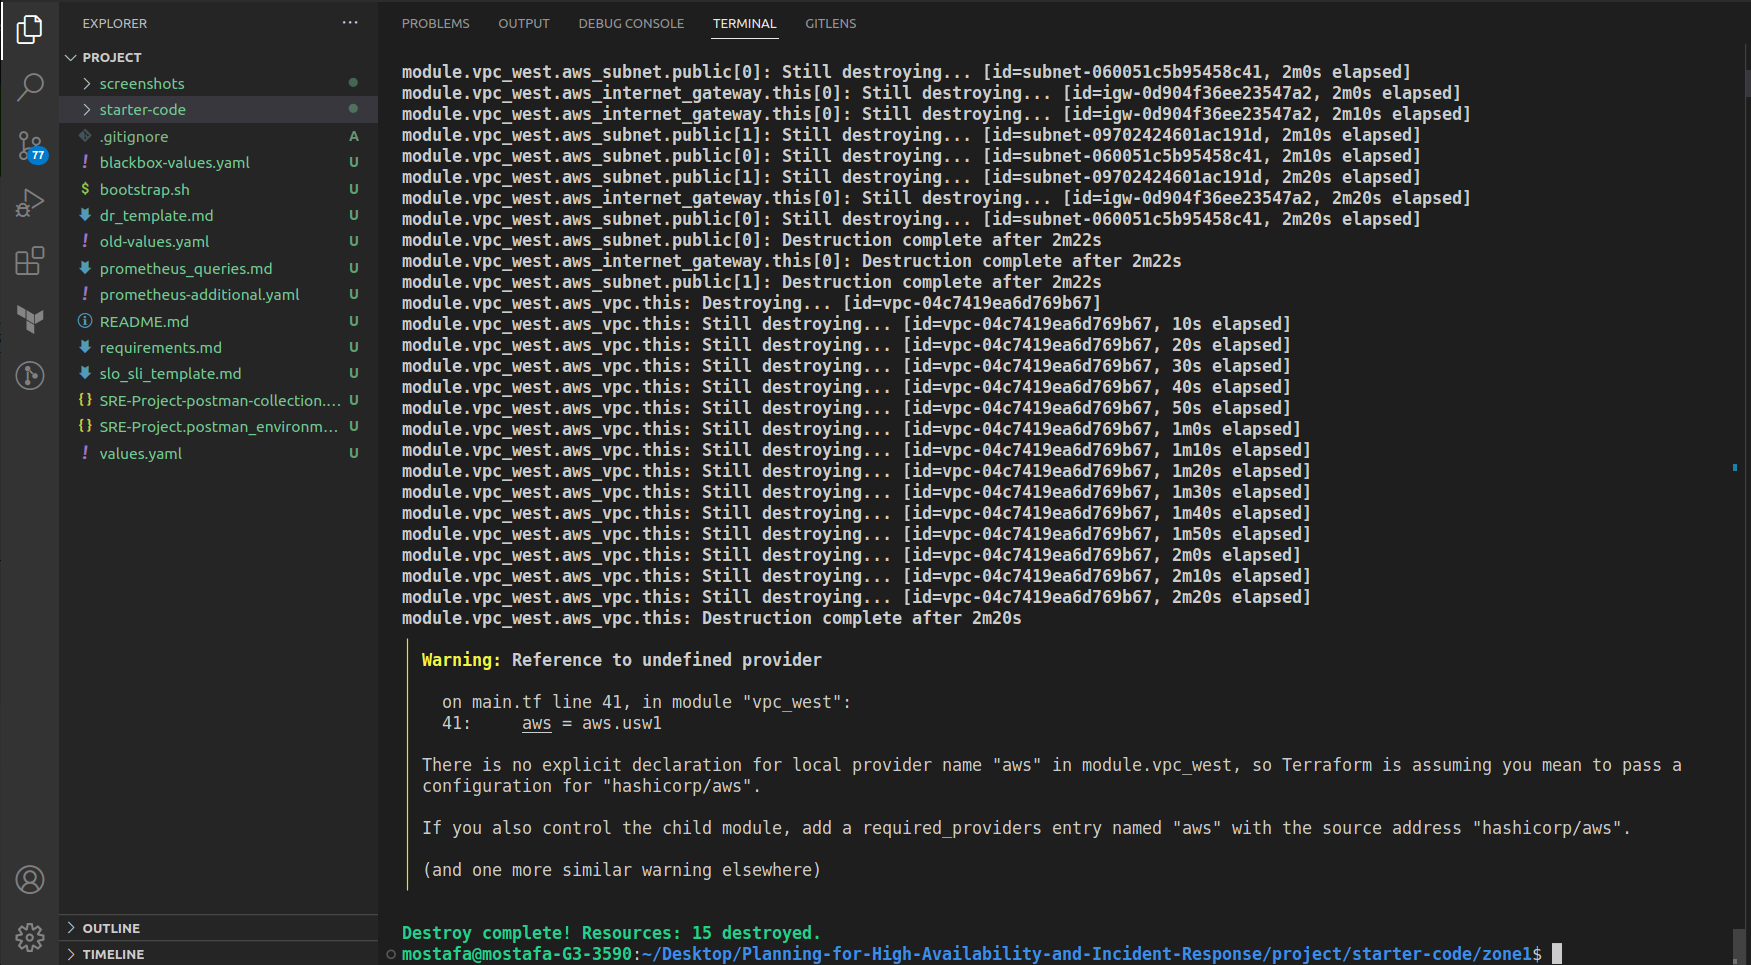 EXPLORER
PROJECT
screenshots
starter-code
.gitignore A
blackbox-values.yaml U
$ bootstrap.sh U
dr_template.md U
! old-values.yaml U
prometheus_queries.md U
! prometheus-additional.yaml U
README.md U
requirements.md U
slo_sli_template.md U
{} SRE-Project-postman-collection.... U
{} SRE-Project.postman_environm... U
! values.yaml U
77
OUTLINE
TIMELINE
PROBLEMS OUTPUT DEBUG CONSOLE TERMINAL GITLENS
module.vpc_west.aws_subnet.public[0]: Still destroying... [id=subnet-060051c5b95458c41, 2m0s elapsed]
module.vpc_west.aws_internet_gateway.this[0]: Still destroying... [id=igw-0d904f36ee23547a2, 2m0s elapsed]
module.vpc_west.aws_internet_gateway.this[0]: Still destroying... [id=igw-0d904f36ee23547a2, 2m10s elapsed]
module.vpc_west.aws_subnet.public[1]: Still destroying... [id=subnet-09702424601ac191d, 2m10s elapsed]
module.vpc_west.aws_subnet.public[0]: Still destroying... [id=subnet-060051c5b95458c41, 2m10s elapsed]
module.vpc_west.aws_subnet.public[1]: Still destroying... [id=subnet-09702424601ac191d, 2m20s elapsed]
module.vpc_west.aws_internet_gateway.this[0]: Still destroying... [id=igw-0d904f36ee23547a2, 2m20s elapsed]
module.vpc_west.aws_subnet.public[0]: Still destroying... [id=subnet-060051c5b95458c41, 2m20s elapsed]
module.vpc_west.aws_subnet.public[0]: Destruction complete after 2m22s
module.vpc_west.aws_internet_gateway.this[0]: Destruction complete after 2m22s
module.vpc_west.aws_subnet.public[1]: Destruction complete after 2m22s
module.vpc_west.aws_vpc.this: Destroying... [id=vpc-04c7419ea6d769b67]
module.vpc_west.aws_vpc.this: Still destroying... [id=vpc-04c7419ea6d769b67, 10s elapsed]
module.vpc_west.aws_vpc.this: Still destroying... [id=vpc-04c7419ea6d769b67, 20s elapsed]
module.vpc_west.aws_vpc.this: Still destroying... [id=vpc-04c7419ea6d769b67, 30s elapsed]
module.vpc_west.aws_vpc.this: Still destroying... [id=vpc-04c7419ea6d769b67, 40s elapsed]
module.vpc_west.aws_vpc.this: Still destroying... [id=vpc-04c7419ea6d769b67, 50s elapsed]
module.vpc_west.aws_vpc.this: Still destroying... [id=vpc-04c7419ea6d769b67, 1m0s elapsed]
module.vpc_west.aws_vpc.this: Still destroying... [id=vpc-04c7419ea6d769b67, 1m10s elapsed]
module.vpc_west.aws_vpc.this: Still destroying... [id=vpc-04c7419ea6d769b67, 1m20s elapsed]
module.vpc_west.aws_vpc.this: Still destroying... [id=vpc-04c7419ea6d769b67, 1m30s elapsed]
module.vpc_west.aws_vpc.this: Still destroying... [id=vpc-04c7419ea6d769b67, 1m40s elapsed]
module.vpc_west.aws_vpc.this: Still destroying... [id=vpc-04c7419ea6d769b67, 1m50s elapsed]
module.vpc_west.aws_vpc.this: Still destroying... [id=vpc-04c7419ea6d769b67, 2m0s elapsed]
module.vpc_west.aws_vpc.this: Still destroying... [id=vpc-04c7419ea6d769b67, 2m10s elapsed]
module.vpc_west.aws_vpc.this: Still destroying... [id=vpc-04c7419ea6d769b67, 2m20s elapsed]
module.vpc_west.aws_vpc.this: Destruction complete after 2m20s
Warning: Reference to undefined provider
on main.tf line 41, in module "vpc_west":
41: aws = aws.usw1
There is no explicit declaration for local provider name "aws" in module.vpc_west, so Terraform is assuming you mean to pass a
configuration for "hashicorp/aws".
If you also control the child module, add a required_providers entry named "aws" with the source address "hashicorp/aws".
(and one more similar warning elsewhere)
Destroy complete! Resources: 15 destroyed.
mostafa@mostafa-G3-3590:~/Desktop/Planning-for-High-Availability-and-Incident-Response/project/starter-code/zone1$